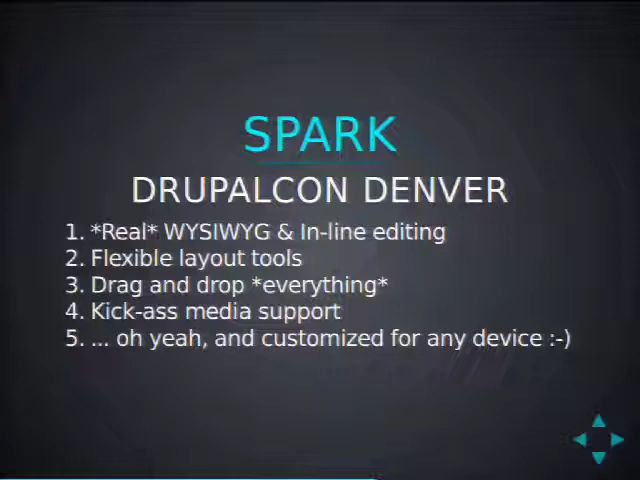 SPARK
DRUPALCON DENVER
1. *Real* WYSIWYG & In-line editing
2. Flexible layout tools
3. Drag and drop *everything*
4. Kick-ass media support
5. ... oh yeah, and customized for any device :-)